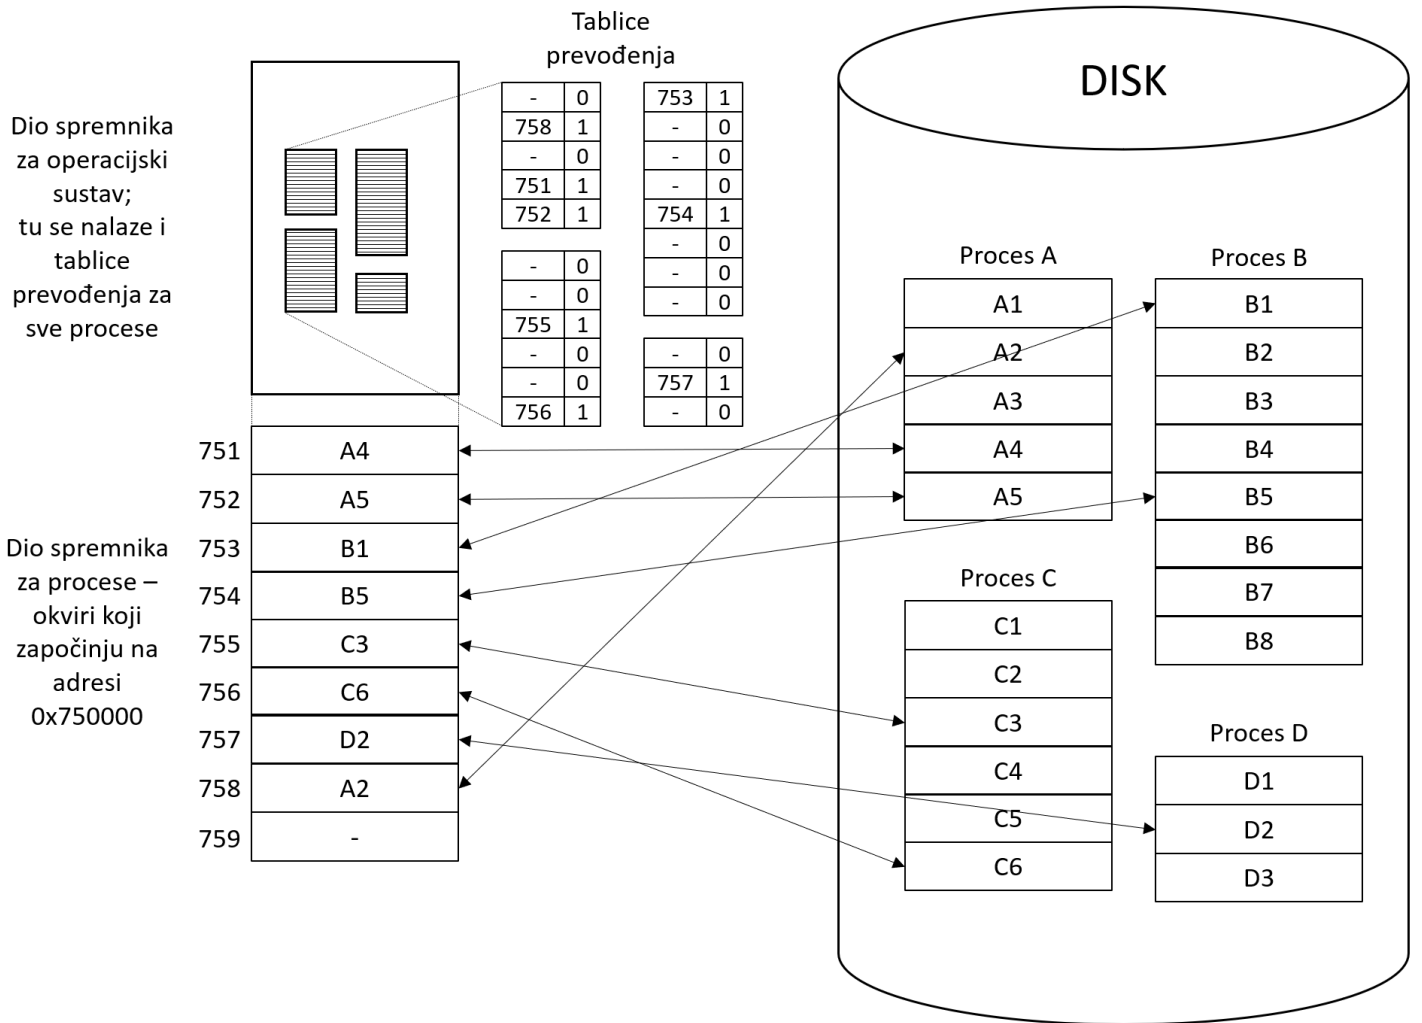 Tablice
prevođenja
DISK
Dio spremnika
za operacijski
sustav;
tu se nalaze i
tablice
prevođenja za
sve procese
- 0
758 1
- 0
751 1
752 1
- 0
- 0
755 1
- 0
- 0
756 1
753 1
- 0
- 0
- 0
754 1
- 0
- 0
- 0
- 0
757 1
- 0
Dio spremnika
za procese –
okviri koji
započinju na
adresi
0x750000
751 A4
752 A5
753 B1
754 B5
755 C3
756 C6
757 D2
758 A2
759 -
Proces A
A1
A2
A3
A4
A5
Proces B
B1
B2
B3
B4
B5
B6
B7
B8
Proces C
C1
C2
C3
C4
C5
C6
Proces D
D1
D2
D3